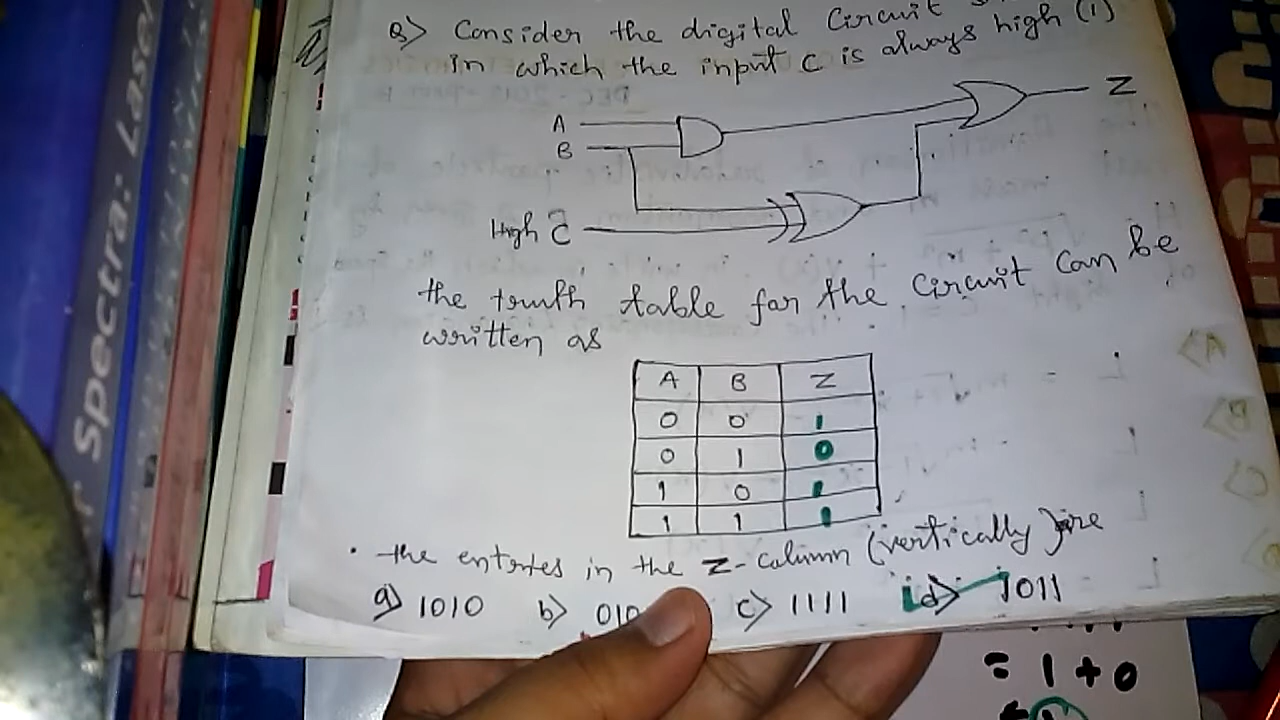 Q) Consider the digital Circuit
in which the input C is always high (1)
A
B
Z
High C
the truth table for the Circuit can be
written as
A B Z
0 0 1
0 1 0
1 0 1
1 1 1
. the entries in the Z-Column (vertically) are
a) 1010 b) 010 c) 1111 d) 1011
= 1 + 0
Spectra: Laser